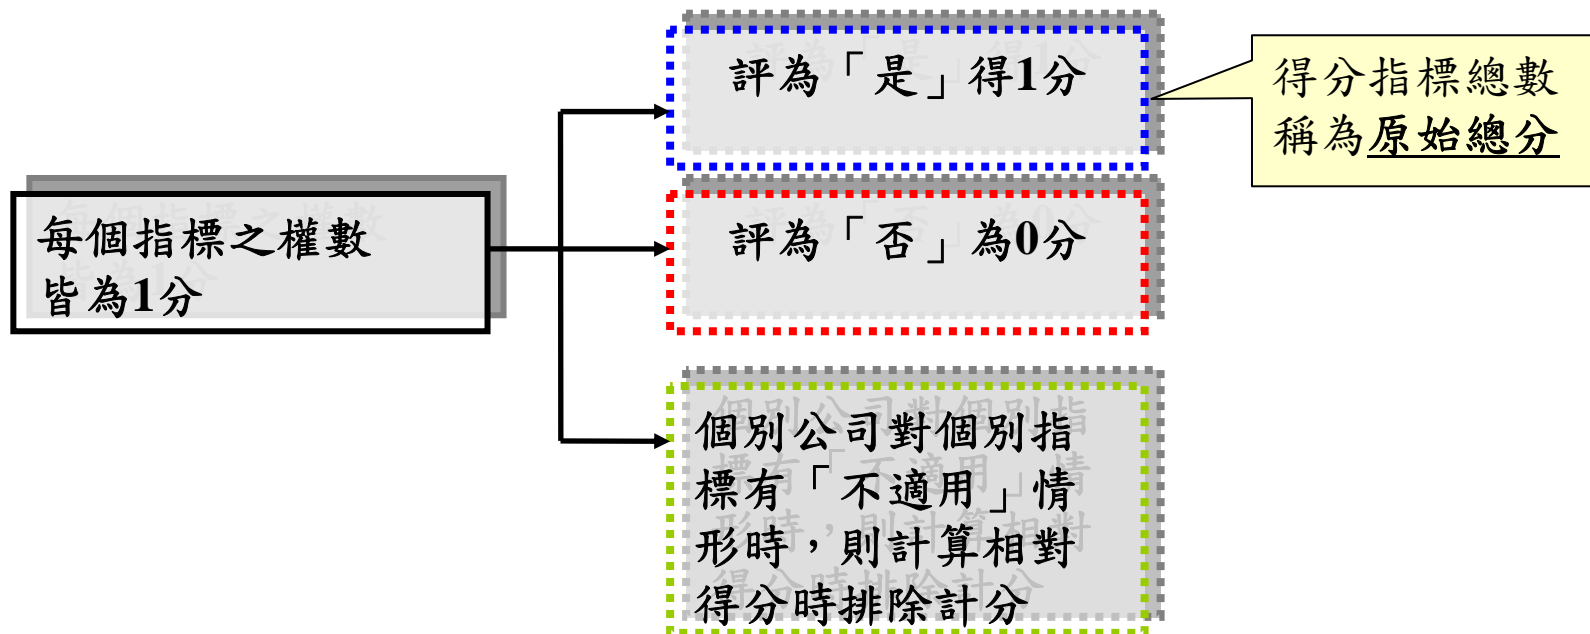 每個指標之權數
皆為1分
評為「是」得1分
評為「否」為0分
個別公司對個別指
標有「不適用」情
形時，則計算相對
得分時排除計分
得分指標總數
稱為原始總分